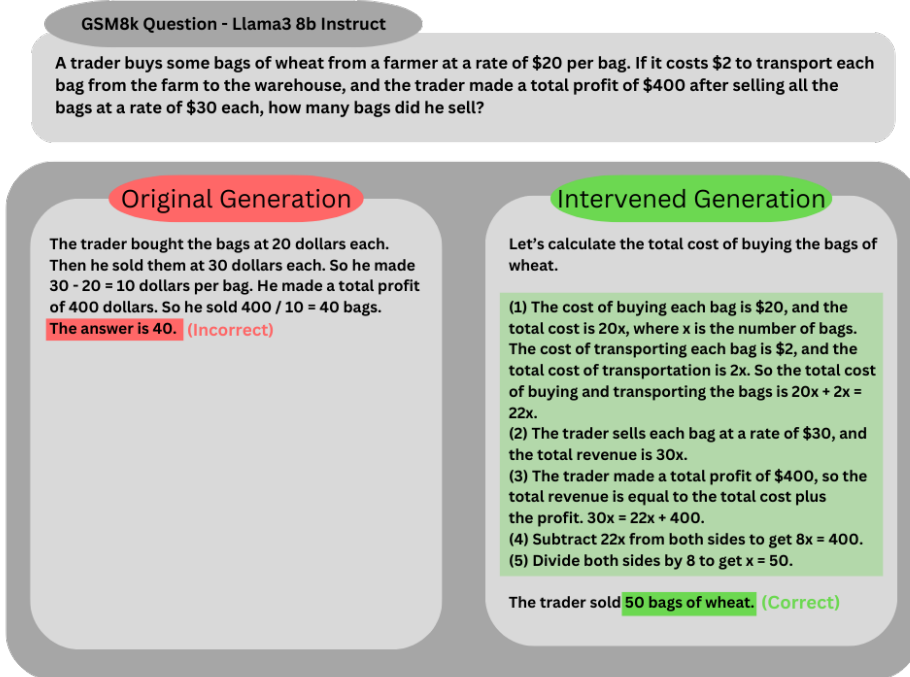 GSM8k Question - Llama3 8b Instruct
A trader buys some bags of wheat from a farmer at a rate of $20 per bag. If it costs $2 to transport each
bag from the farm to the warehouse, and the trader made a total profit of $400 after selling all the
bags at a rate of $30 each, how many bags did he sell?
Original Generation
The trader bought the bags at 20 dollars each.
Then he sold them at 30 dollars each. So he made
30 - 20 = 10 dollars per bag. He made a total profit
of 400 dollars. So he sold 400 / 10 = 40 bags.
The answer is 40. (Incorrect)
Intervened Generation
Let’s calculate the total cost of buying the bags of
wheat.
(1) The cost of buying each bag is $20, and the
total cost is 20x, where x is the number of bags.
The cost of transporting each bag is $2, and the
total cost of transportation is 2x. So the total cost
of buying and transporting the bags is 20x + 2x =
22x.
(2) The trader sells each bag at a rate of $30, and
the total revenue is 30x.
(3) The trader made a total profit of $400, so the
total revenue is equal to the total cost plus
the profit. 30x = 22x + 400.
(4) Subtract 22x from both sides to get 8x = 400.
(5) Divide both sides by 8 to get x = 50.
The trader sold 50 bags of wheat. (Correct)